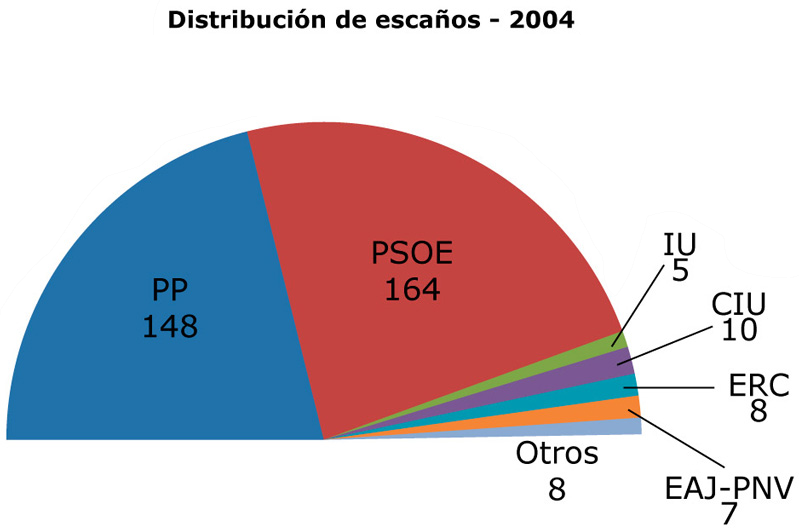 Distribución de escaños - 2004
PP
148
PSOE
164
IU
5
CIU
10
ERC
8
EAJ-PNV
7
Otros
8